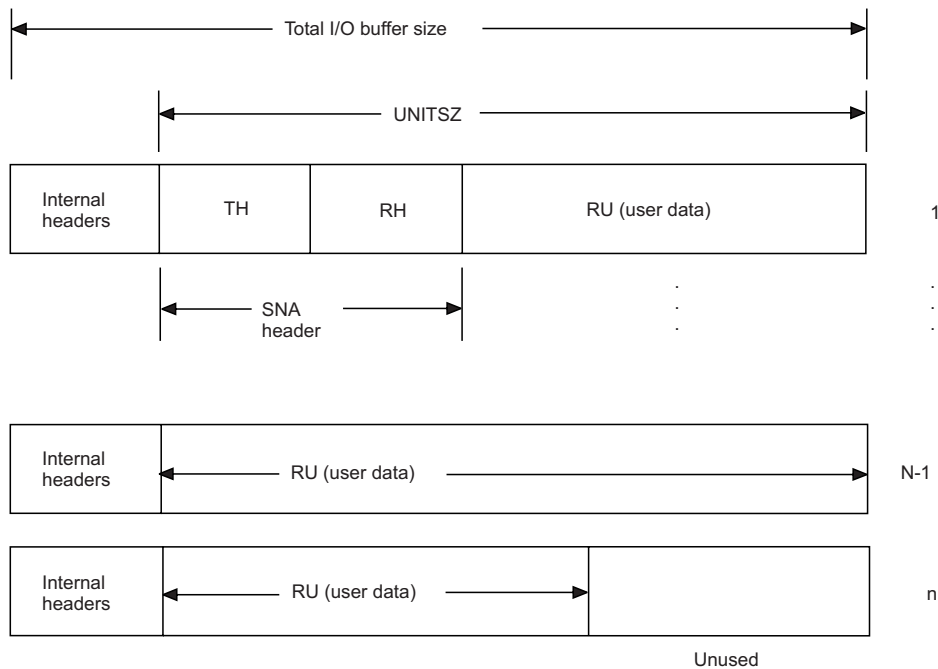 Total I/O buffer size
UNITSZ
Internal
headers
TH
RH
RU (user data)
1
SNA
header
.
.
.
.
.
.
Internal
headers
RU (user data)
N-1
Internal
headers
RU (user data)
n
Unused